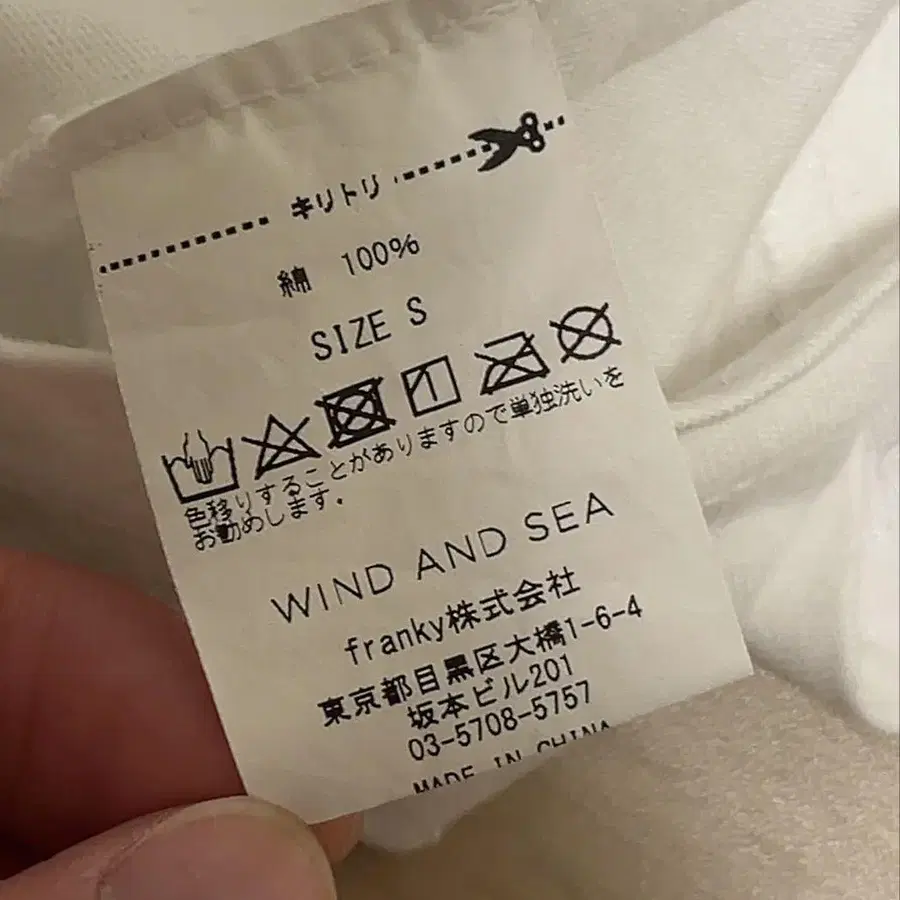 キリトリ
綿 100%
SIZE S
色移りすることがありますので単独洗いを
お勧めします.
WIND AND SEA
franky株式会社
東京都目黒区大橋1-6-4
坂本ビル201
03-5708-5757
MADE IN CHINA